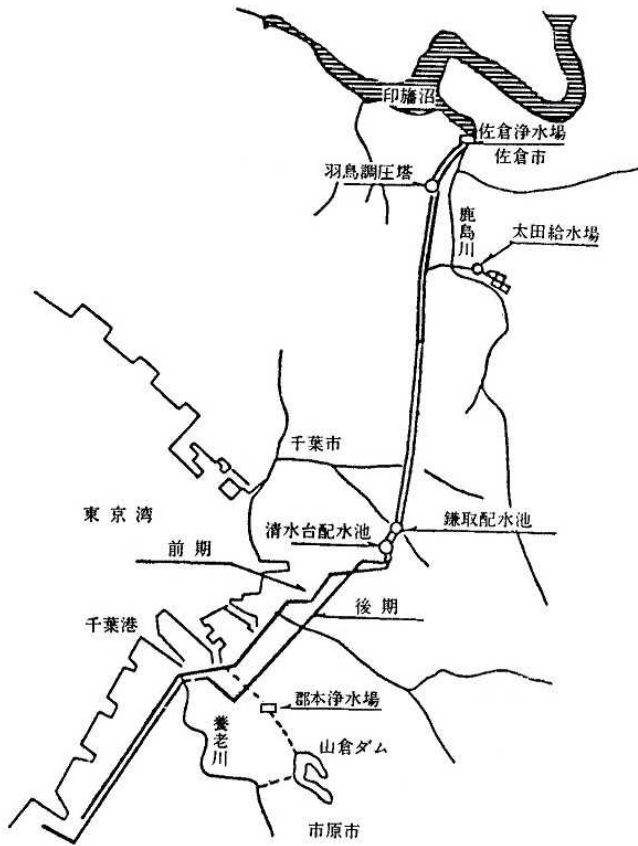 印旛沼
佐倉浄水場
佐倉市
羽鳥調圧塔
鹿島川
太田給水場
千葉市
東京湾
清水台配水池
鎌取配水池
前期
後期
千葉港
郡本浄水場
養老川
山倉ダム
市原市